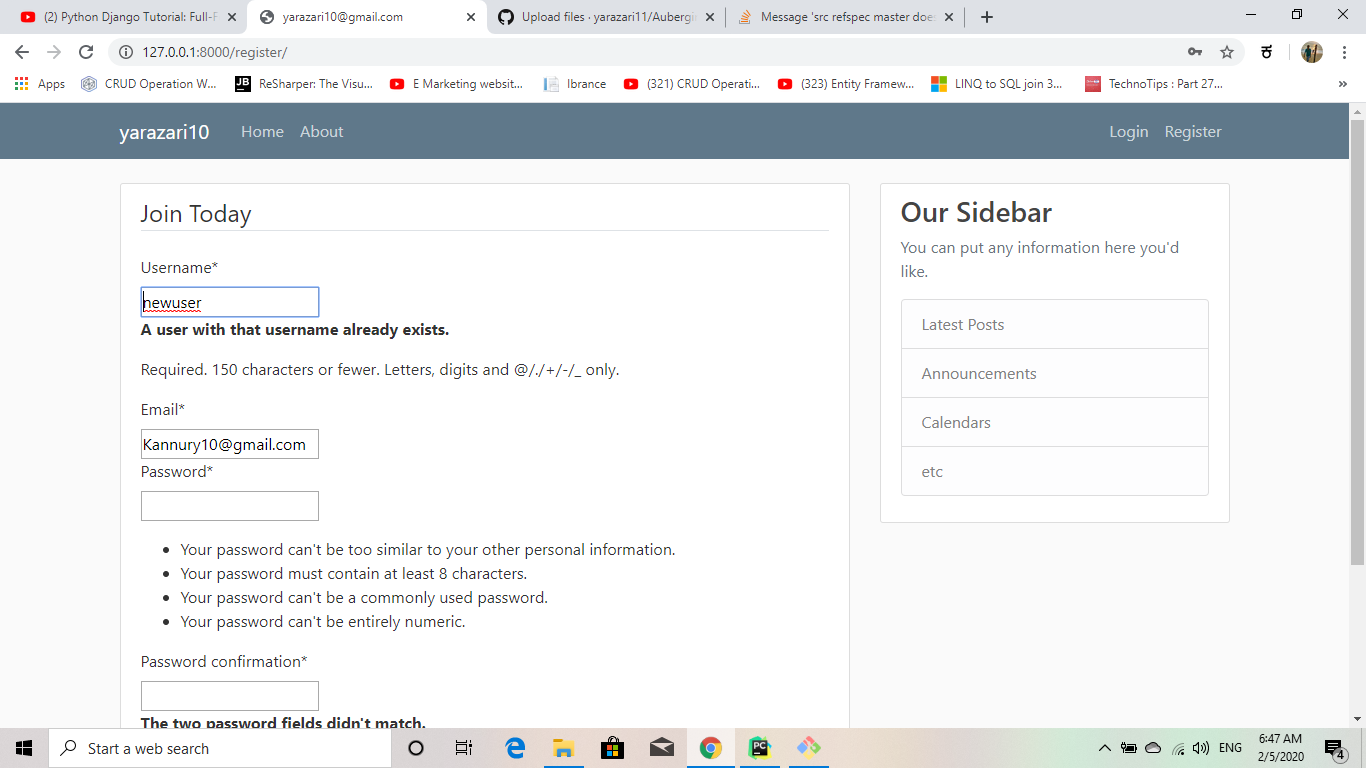 (2) Python Django Tutorial: Full-F
yarazari10@gmail.com
Upload files · yarazari11/Aubergi
Message 'src refspec master doe
127.0.0.1:8000/register/
Apps
CRUD Operation W...
ReSharper: The Visu...
E Marketing websit...
lbrance
(321) CRUD Operati...
(323) Entity Framew...
LINQ to SQL join 3...
TechnoTips : Part 27...
yarazari10 Home About Login Register
Join Today
Username*
newuser
A user with that username already exists.
Required. 150 characters or fewer. Letters, digits and @/./+/-/_ only.
Email*
Kannury10@gmail.com
Password*
Your password can't be too similar to your other personal information.
Your password must contain at least 8 characters.
Your password can't be a commonly used password.
Your password can't be entirely numeric.
Password confirmation*
The two password fields didn't match.
Our Sidebar
You can put any information here you'd
like.
Latest Posts
Announcements
Calendars
etc
Start a web search
ENG
6:47 AM
2/5/2020
4